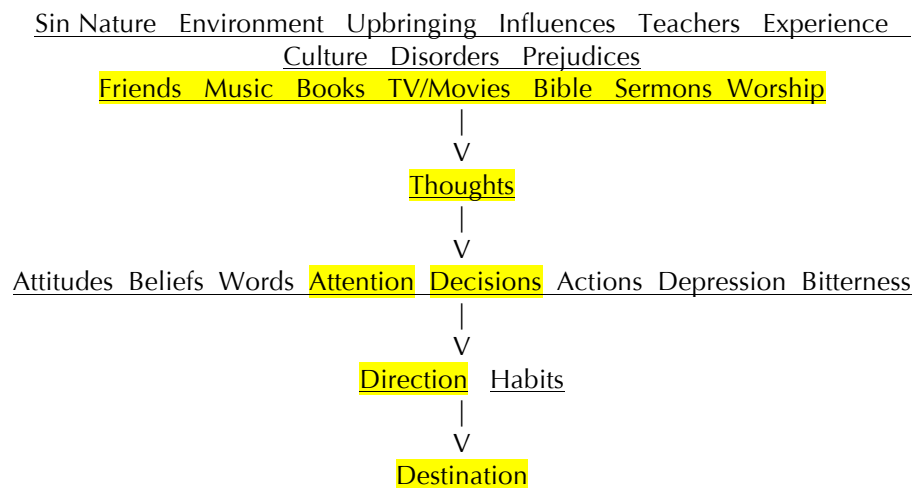 Sin Nature Environment Upbringing Influences Teachers Experience
Culture Disorders Prejudices
Friends Music Books TV/Movies Bible Sermons Worship
|
V
Thoughts
|
V
Attitudes Beliefs Words Attention Decisions Actions Depression Bitterness
|
V
Direction Habits
|
V
Destination